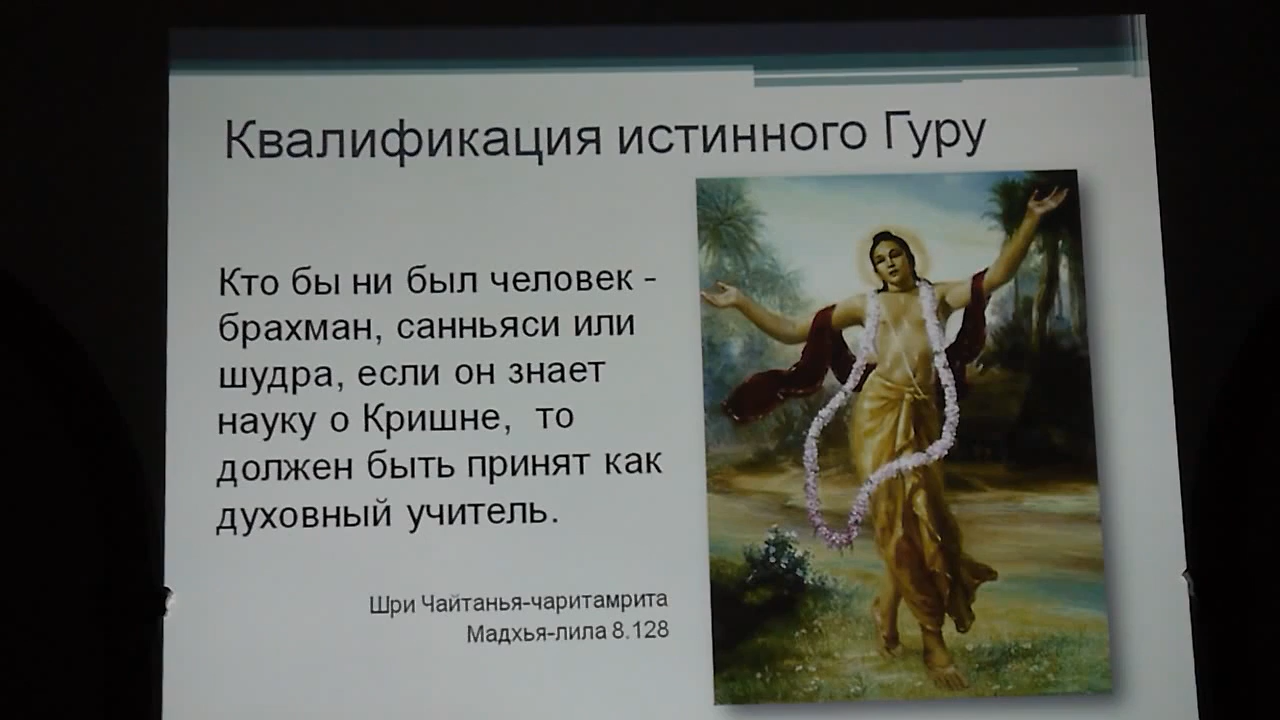 Квалификация истинного Гуру
Кто бы ни был человек -
брахман, санньяси или
шудра, если он знает
науку о Кришне, то
должен быть принят как
духовный учитель.
Шри Чайтанья-чаритамрита
Мадхья-лила 8.128